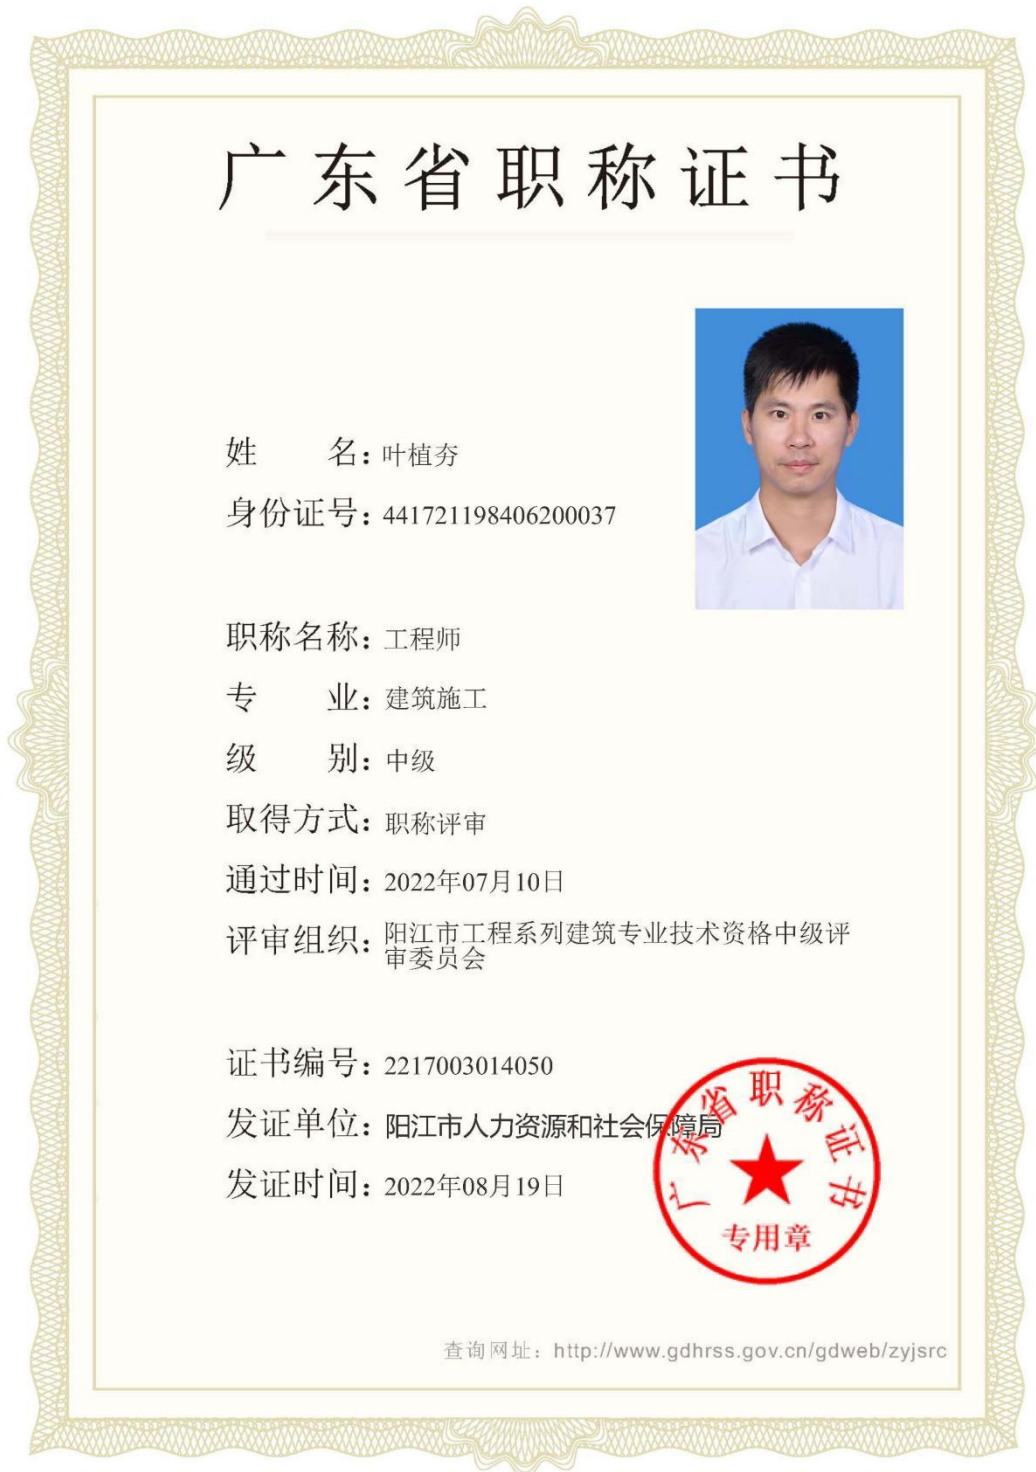 广东省职称证书
姓 名：叶植夯
身份证号：441721198406200037
职称名称：工程师
专 业：建筑施工
级 别：中级
取得方式：职称评审
通过时间：2022年07月10日
评审组织：阳江市工程系列建筑专业技术资格中级评
审委员会
证书编号：2217003014050
发证单位：阳江市人力资源和社会保障局
发证时间：2022年08月19日
广东省职称证书
专用章
查询网址：http://www.gdhrss.gov.cn/gdweb/zyjsrc